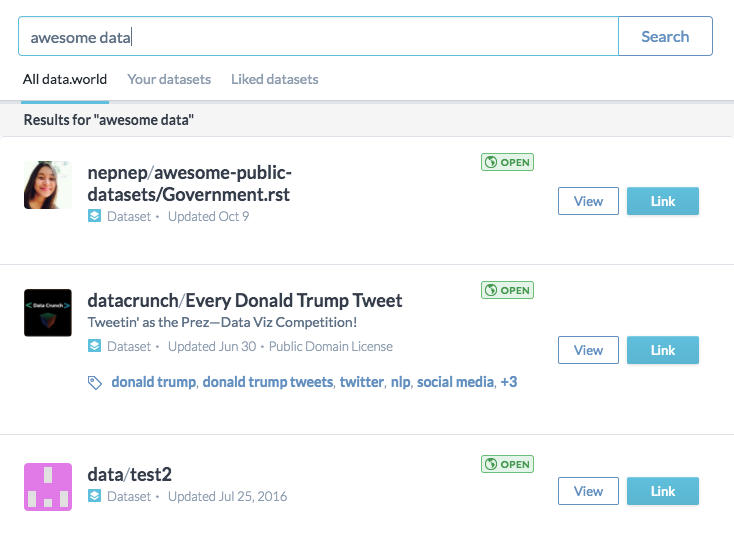 awesome data
Search
All data.world
Your datasets
Liked datasets
Results for "awesome data"
nepnep/awesome-public-
datasets/Government.rst
OPEN
Dataset • Updated Oct 9
View
Link
< Data Crunch >
datacrunch/Every Donald Trump Tweet
OPEN
Tweetin' as the Prez—Data Viz Competition!
Dataset • Updated Jun 30 • Public Domain License
View
Link
donald trump, donald trump tweets, twitter, nlp, social media, +3
data/test2
OPEN
Dataset • Updated Jul 25, 2016
View
Link